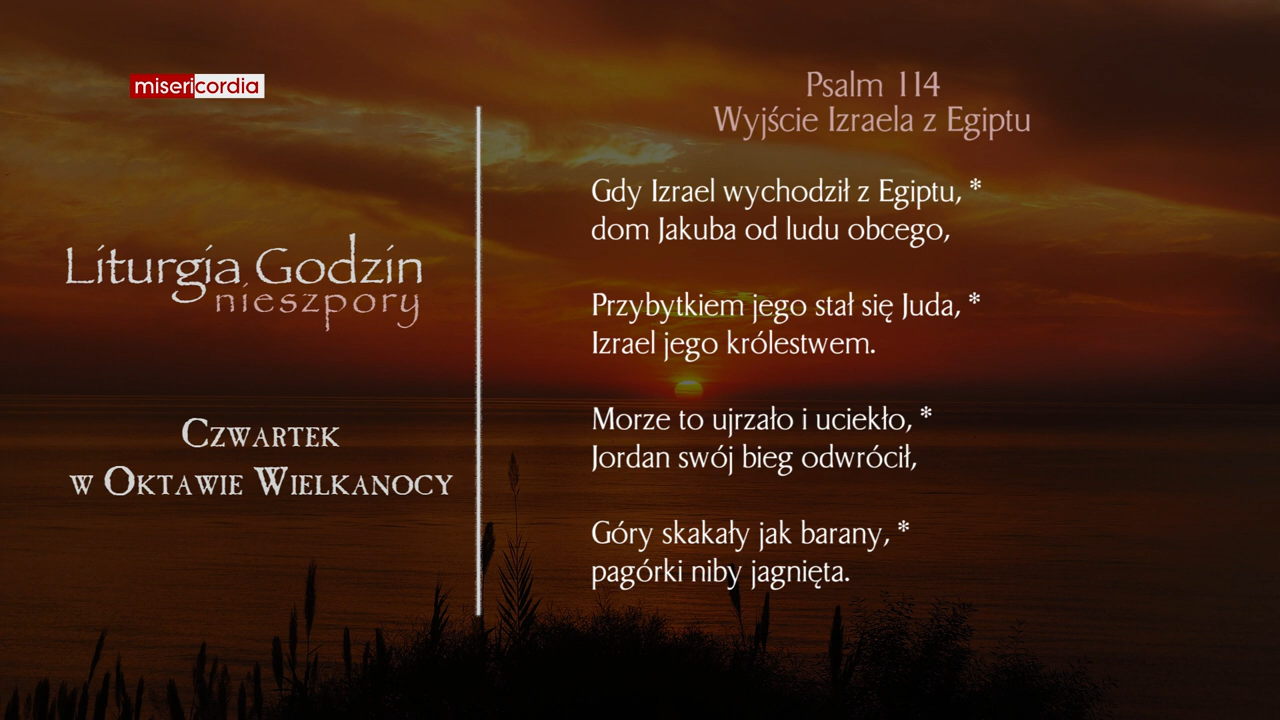 misericordia
Liturgia Godzin
nieszpory
Czwartek
w Oktawie Wielkanocy
Psalm 114
Wyjście Izraela z Egiptu
Gdy Izrael wychodził z Egiptu, *
dom Jakuba od ludu obcego,
Przybytkiem jego stał się Juda, *
Izrael jego królestwem.
Morze to ujrzało i uciekło, *
Jordan swój bieg odwrócił,
Góry skakały jak barany, *
pagórki niby jagnięta.